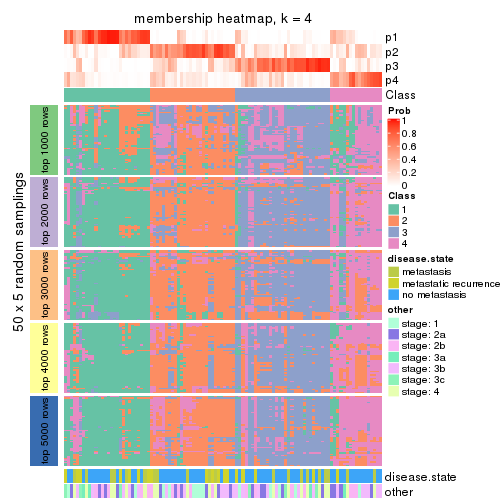 membership heatmap, k = 4
p1
p2
p3
p4
Class
50 x 5 random samplings
top 1000 rows
top 2000 rows
top 3000 rows
top 4000 rows
top 5000 rows
disease.state
other
Prob
1
0.8
0.6
0.4
0.2
0
Class
1
2
3
4
disease.state
metastasis
metastatic recurrence
no metastasis
other
stage: 1
stage: 2a
stage: 2b
stage: 3a
stage: 3b
stage: 3c
stage: 4